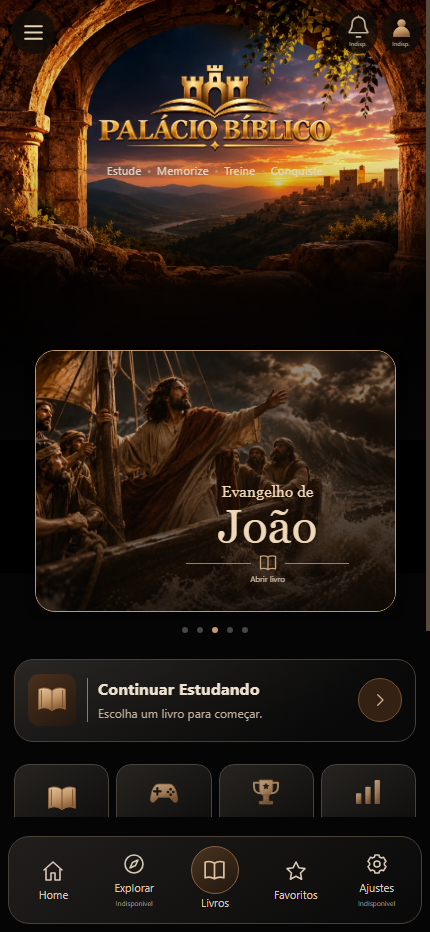 Indisp.
Indisp.
PALÁCIO BÍBLICO
Estude • Memorize • Treine • Conquiste
Evangelho de
João
Abrir livro
Continuar Estudando
Escolha um livro para começar.
Home
Explorar
Indisponível
Livros
Favoritos
Ajustes
Indisponível